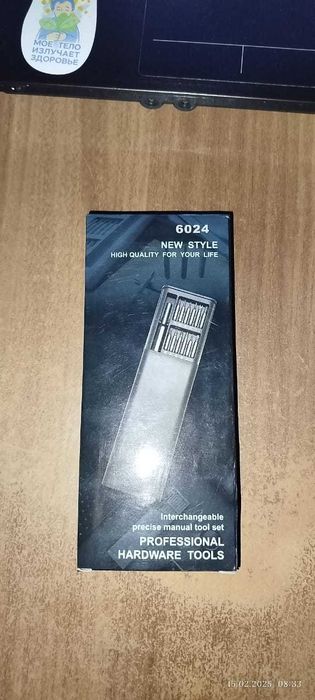 МОЕ ТЕЛО
ИЗЛУЧАЕТ
ЗДОРОВЬЕ
6024
NEW STYLE
HIGH QUALITY FOR YOUR LIFE
Interchangeable
precise manual tool set
PROFESSIONAL
HARDWARE TOOLS
15.02.2025 08:33